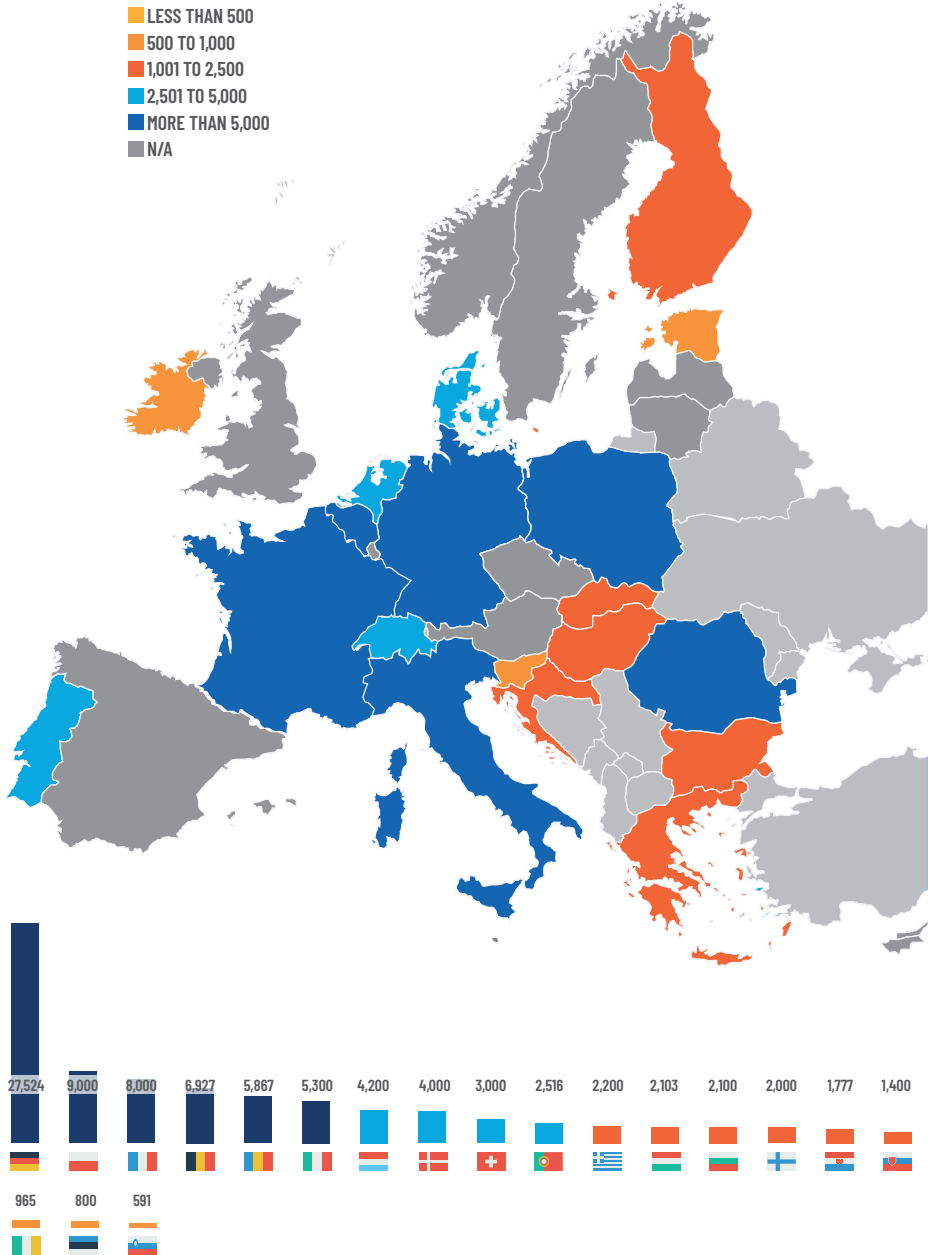 LESS THAN 500
500 TO 1,000
1,001 TO 2,500
2,501 TO 5,000
MORE THAN 5,000
N/A
27,524 9,000 8,000 6,927 5,867 5,300 4,200 4,000 3,000 2,516 2,200 2,103 2,100 2,000 1,777 1,400
965 800 591